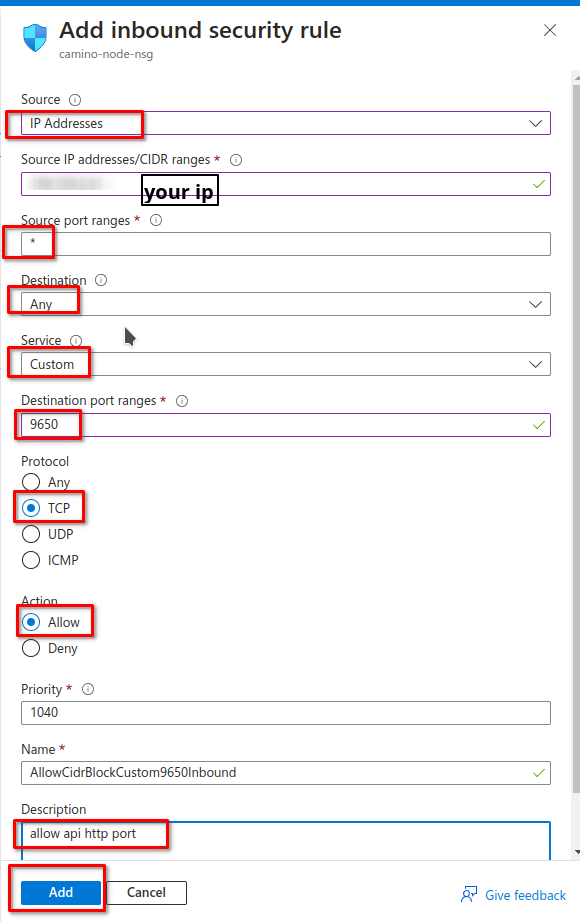 Add inbound security rule
camino-node-nsg
Source
IP Addresses
Source IP addresses/CIDR ranges *
your ip
Source port ranges *
*
Destination
Any
Service
Custom
Destination port ranges *
9650
Protocol
Any
TCP
UDP
ICMP
Action
Allow
Deny
Priority *
1040
Name *
AllowCidrBlockCustom9650Inbound
Description
allow api http port
Add Cancel Give feedback